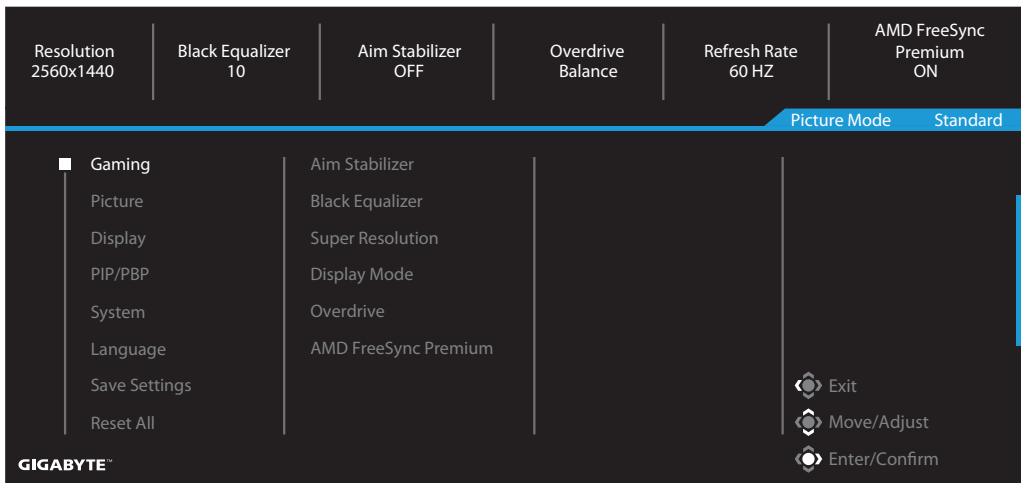 Resolution
2560x1440
Black Equalizer
10
Aim Stabilizer
OFF
Overdrive
Balance
Refresh Rate
60 HZ
AMD FreeSync
Premium
ON
Picture Mode Standard
Gaming
Picture
Display
PIP/PBP
System
Language
Save Settings
Reset All
Aim Stabilizer
Black Equalizer
Super Resolution
Display Mode
Overdrive
AMD FreeSync Premium
Exit
Move/Adjust
Enter/Confirm
GIGABYTE™